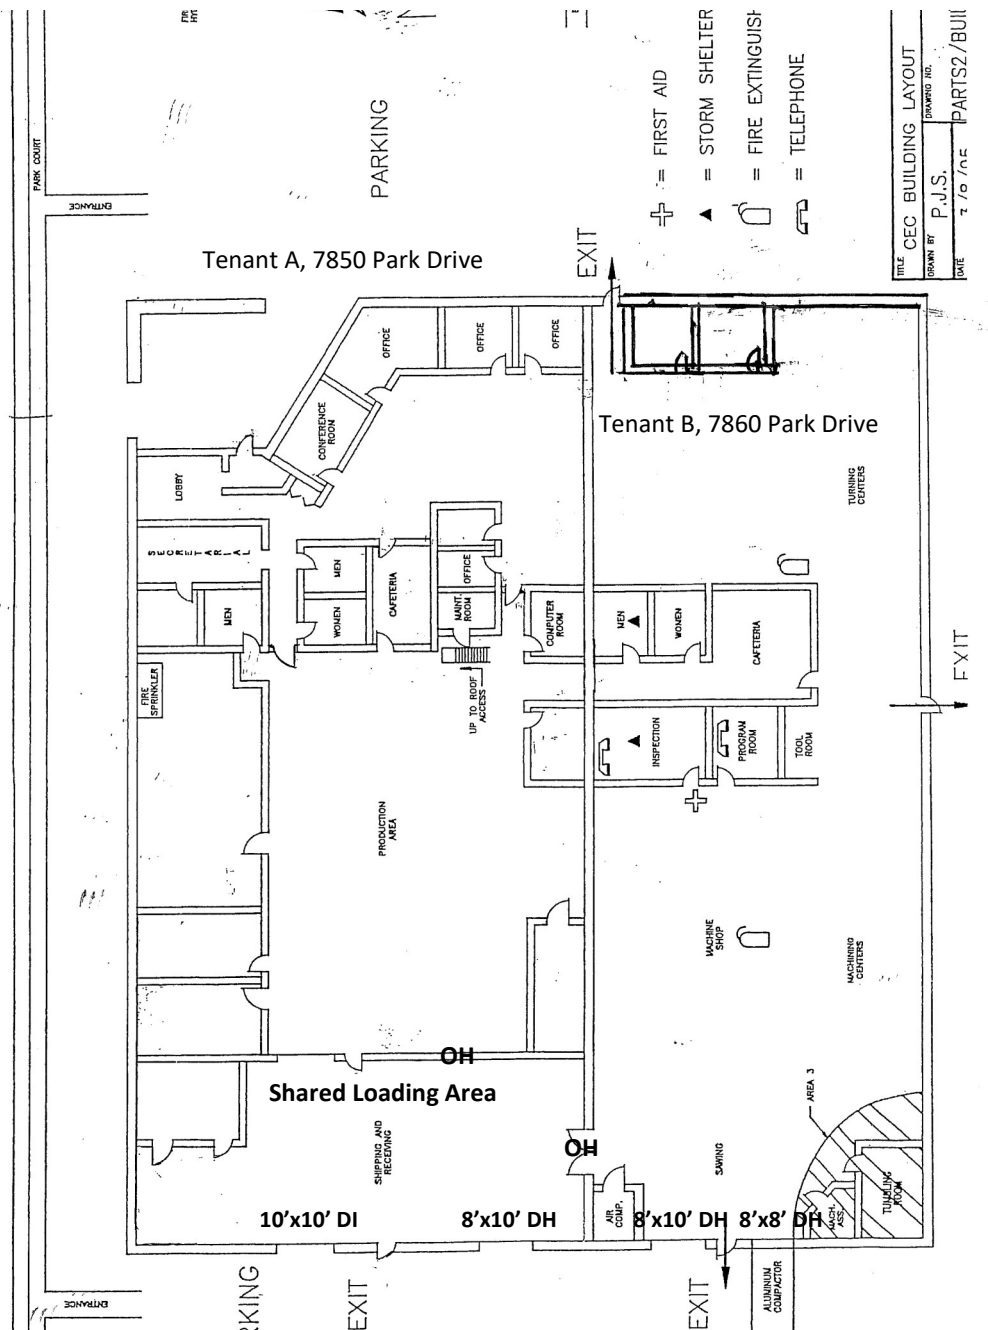 PARK COURT
ENTRANCE
PARKING
= FIRST AID
= STORM SHELTER
= FIRE EXTINGUISH
= TELEPHONE
TITLE CEC BUILDING LAYOUT
DRAWN BY P.J.S.
DRAWING NO.
PARTS2/BUIL
DATE
EXIT
Tenant A, 7850 Park Drive
OFFICE
OFFICE
OFFICE
CONFERENCE
ROOM
LOBBY
SECRETARIAL
MEN
MEN
WOMEN
CAFETERIA
OFFICE
MAINT.
ROOM
FIRE
SPRINKLER
UP TO ROOF
ACCESS
PRODUCTION
AREA
Tenant B, 7860 Park Drive
TURNING
CENTERS
COMPUTER
ROOM
MEN
WOMEN
CAFETERIA
EXIT
INSPECTION
PROGRAM
ROOM
TOOL
ROOM
MACHINE
SHOP
MACHINING
CENTERS
OH
Shared Loading Area
SHIPPING AND
RECEIVING
OH
AREA 3
SAWING
AIR
COMP.
MACH.
ASS.
TUMBLING
ROOM
10'x10' DI
8'x10' DH
8'x10' DH
8'x8' DH
ENTRANCE
RKING
EXIT
EXIT
ALUMINUM
COMPACTOR